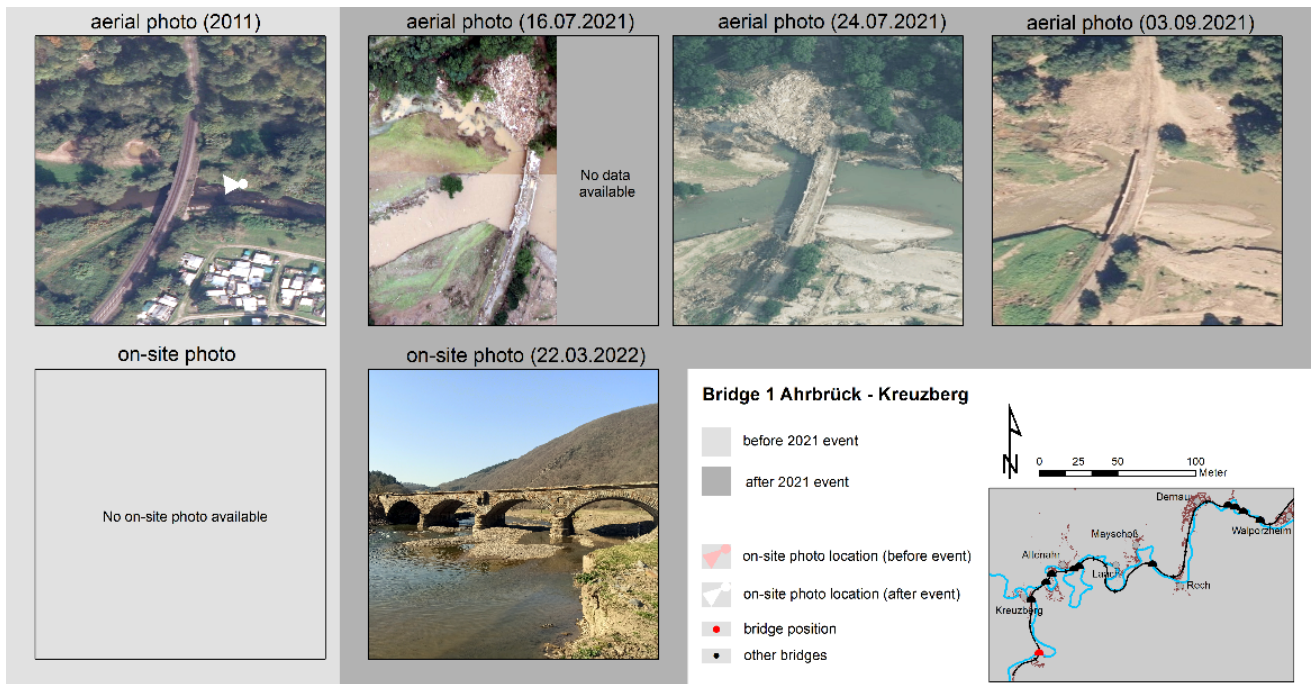 aerial photo (2011)
aerial photo (16.07.2021)
aerial photo (24.07.2021)
aerial photo (03.09.2021)
No data
available
on-site photo
on-site photo (22.03.2022)
No on-site photo available
Bridge 1 Ahrbrück - Kreuzberg
before 2021 event
after 2021 event
on-site photo location (before event)
on-site photo location (after event)
bridge position
other bridges
N
0 25 50 100
Meter
Dernau
Walporzheim
Mayschoß
Altenahr
Laach
Rech
Kreuzberg